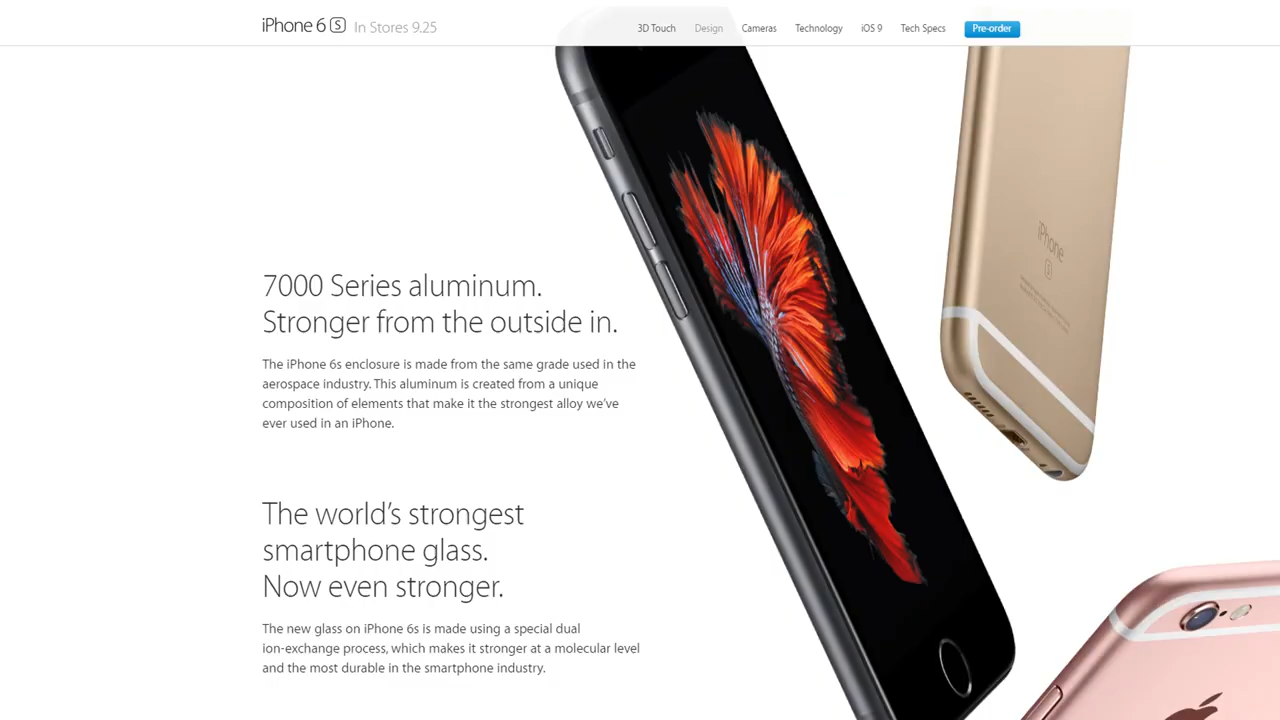 iPhone 6 S In Stores 9.25
3D Touch Design Cameras Technology iOS 9 Tech Specs Pre-order
7000 Series aluminum.
Stronger from the outside in.
The iPhone 6s enclosure is made from the same grade used in the
aerospace industry. This aluminum is created from a unique
composition of elements that make it the strongest alloy we’ve
ever used in an iPhone.
The world’s strongest
smartphone glass.
Now even stronger.
The new glass on iPhone 6s is made using a special dual
ion-exchange process, which makes it stronger at a molecular level
and the most durable in the smartphone industry.
iPhone
S